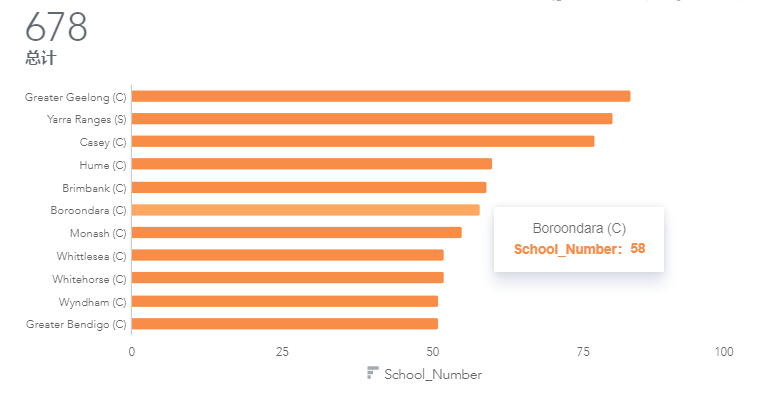 678
总计
Greater Geelong (C)
Yarra Ranges (S)
Casey (C)
Hume (C)
Brimbank (C)
Boroondara (C)
Monash (C)
Whittlesea (C)
Whitehorse (C)
Wyndham (C)
Greater Bendigo (C)
Boroondara (C)
School_Number: 58
0 25 50 75 100
School_Number